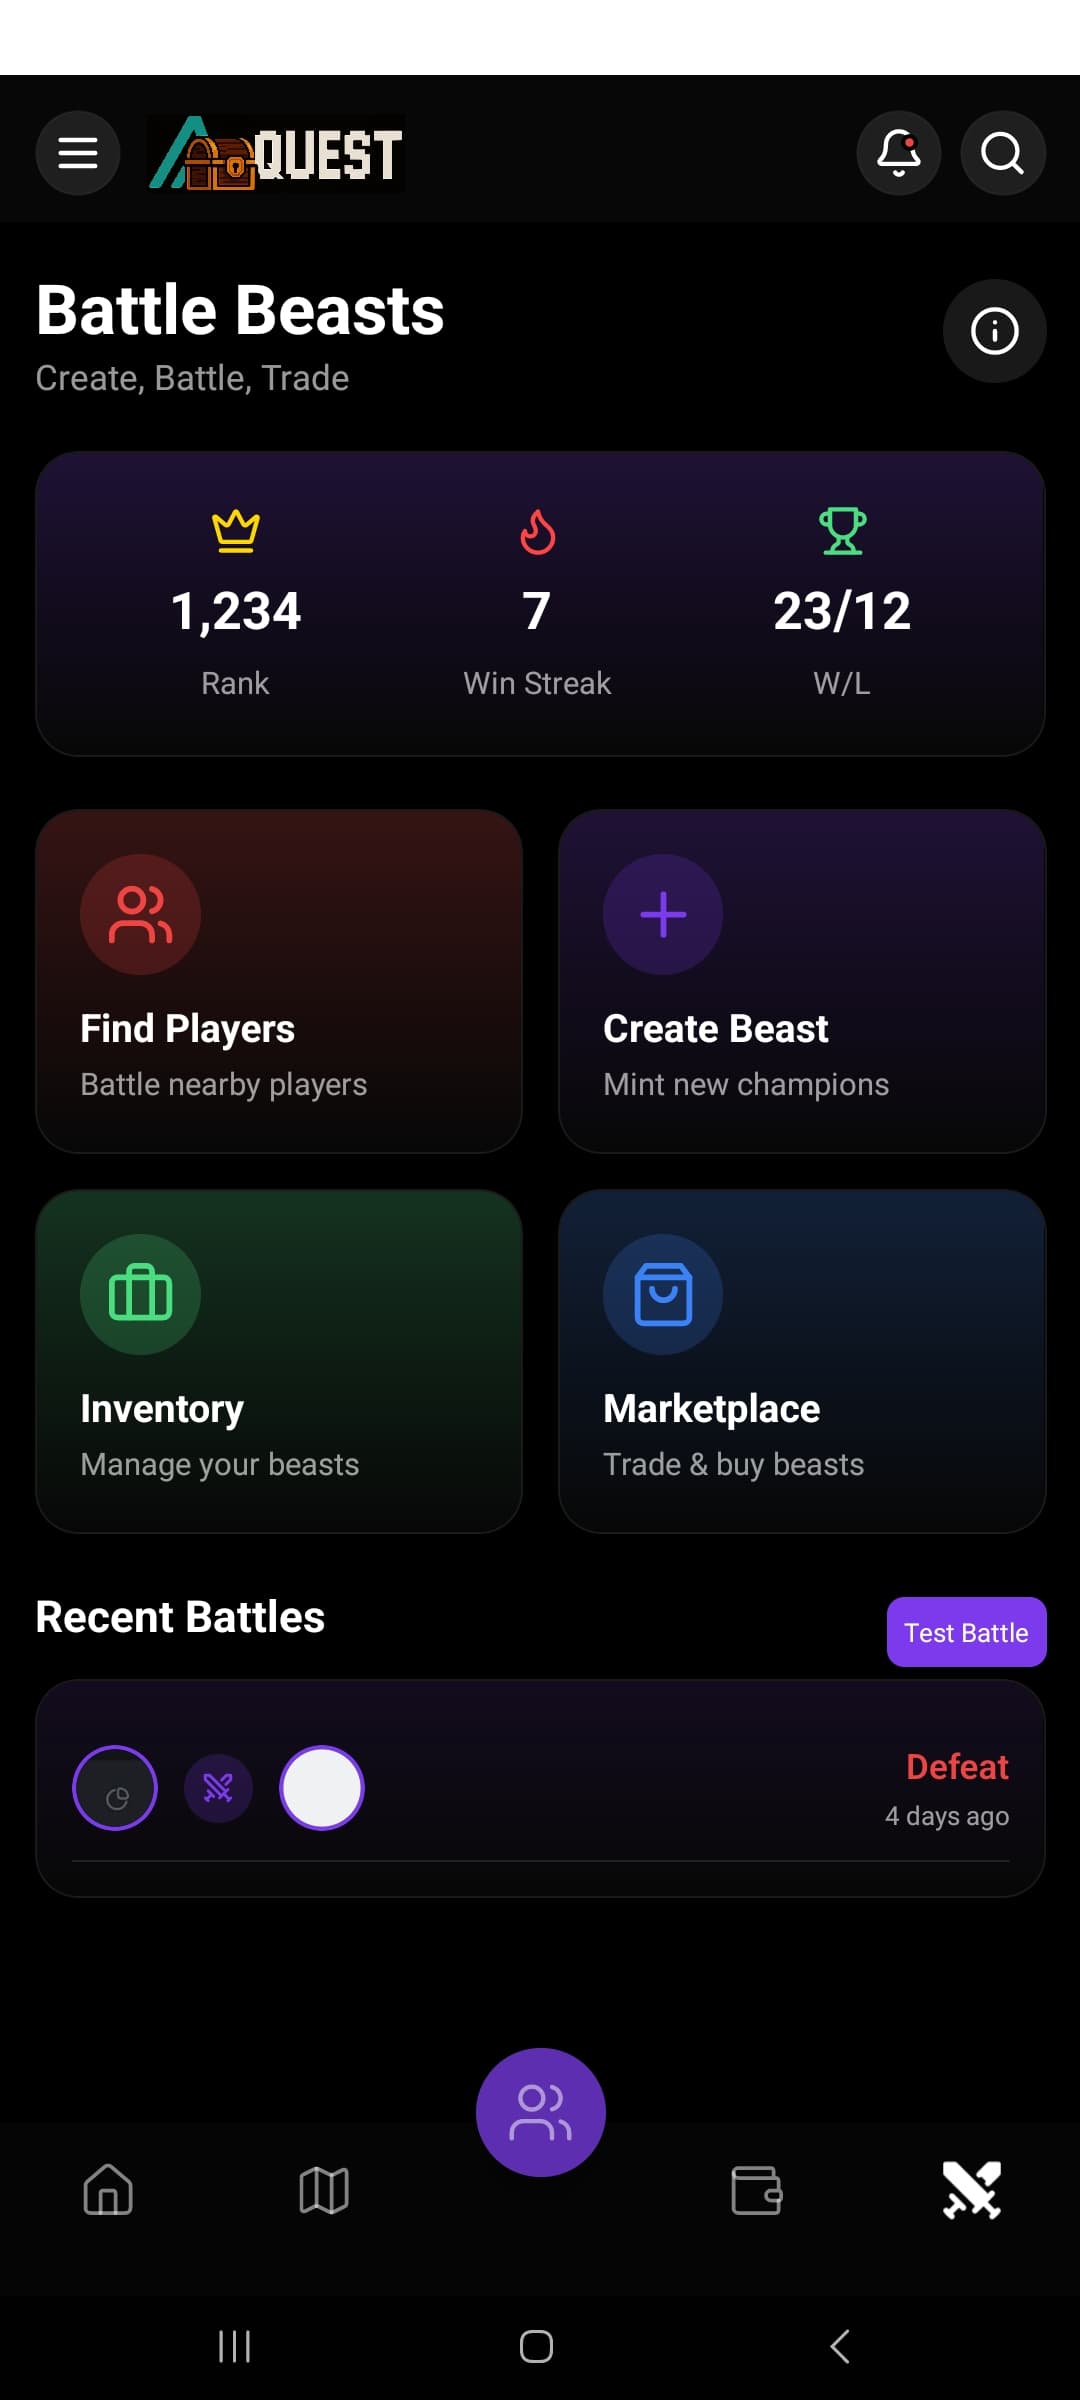 QUEST
Battle Beasts
Create, Battle, Trade
1,234
7
23/12
Rank
Win Streak
W/L
Find Players
Battle nearby players
Create Beast
Mint new champions
Inventory
Manage your beasts
Marketplace
Trade & buy beasts
Recent Battles
Test Battle
Defeat
4 days ago